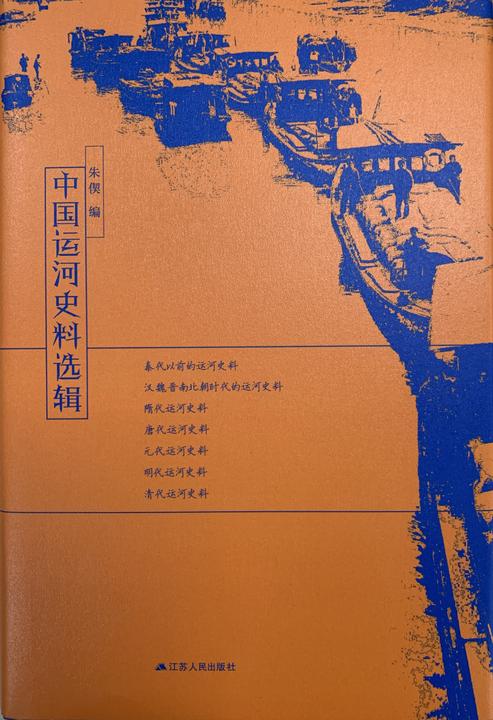 中国运河史料选辑
朱偰 编
秦代以前的运河史料
汉魏晋南北朝时代的运河史料
隋代运河史料
唐代运河史料
元代运河史料
明代运河史料
清代运河史料
江苏人民出版社